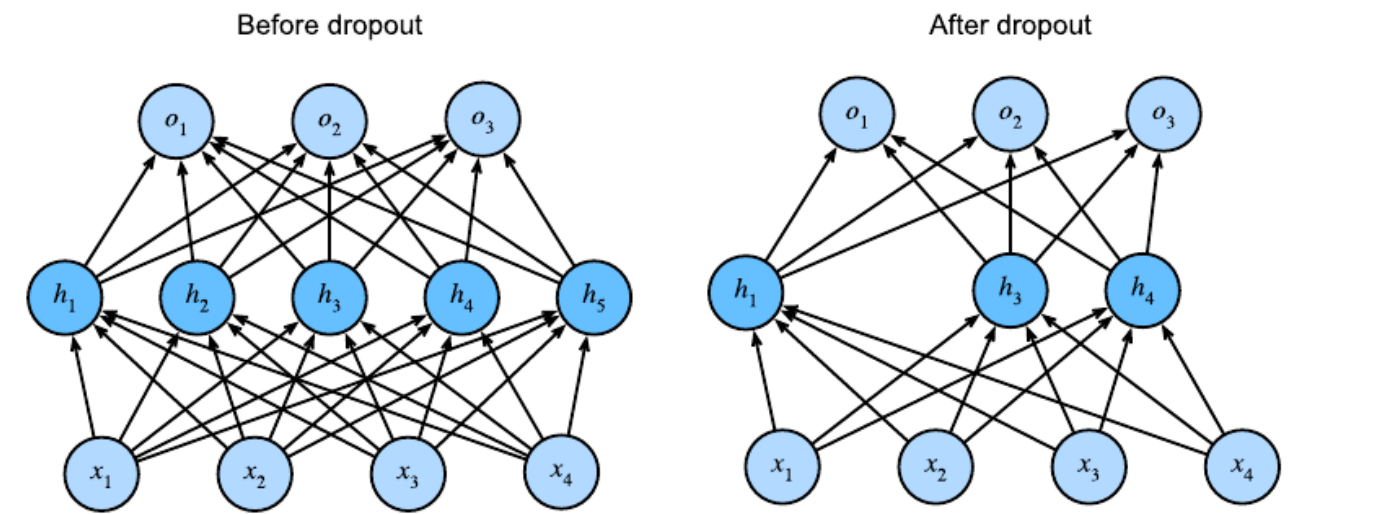 Before dropout
After dropout
o₁ o₂ o₃
o₁ o₂ o₃
h₁ h₂ h₃ h₄ h₅
h₁ h₃ h₄
x₁ x₂ x₃ x₄
x₁ x₂ x₃ x₄